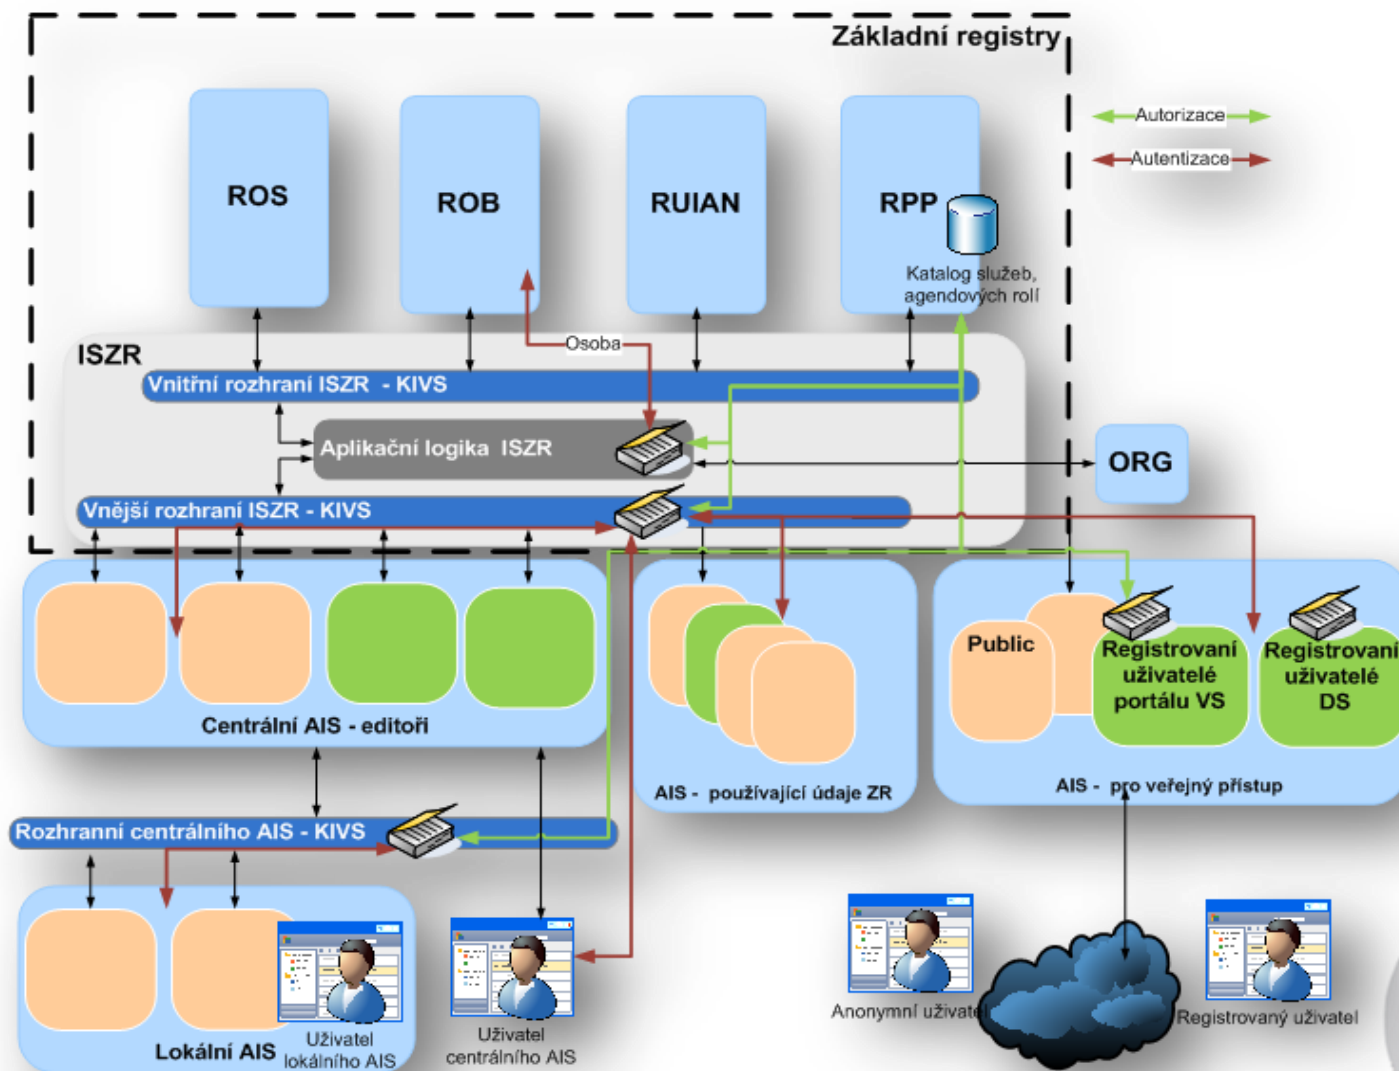 Základní registry
Autorizace
Autentizace
ROS
ROB
RUIAN
RPP
Katalog služeb,
agendových rolí
ISZR
Osoba
Vnitřní rozhraní ISZR - KIVS
Aplikační logika ISZR
ORG
Vnější rozhraní ISZR - KIVS
Public
Registrovaní
uživatelé
portálu VS
Registrovaní
uživatelé
DS
Centrální AIS - editoři
AIS - používající údaje ZR
AIS - pro veřejný přístup
Rozhranní centrálního AIS - KIVS
Uživatel
lokálního AIS
Lokální AIS
Uživatel
centrálního AIS
Anonymní uživatel
Registrovaný uživatel